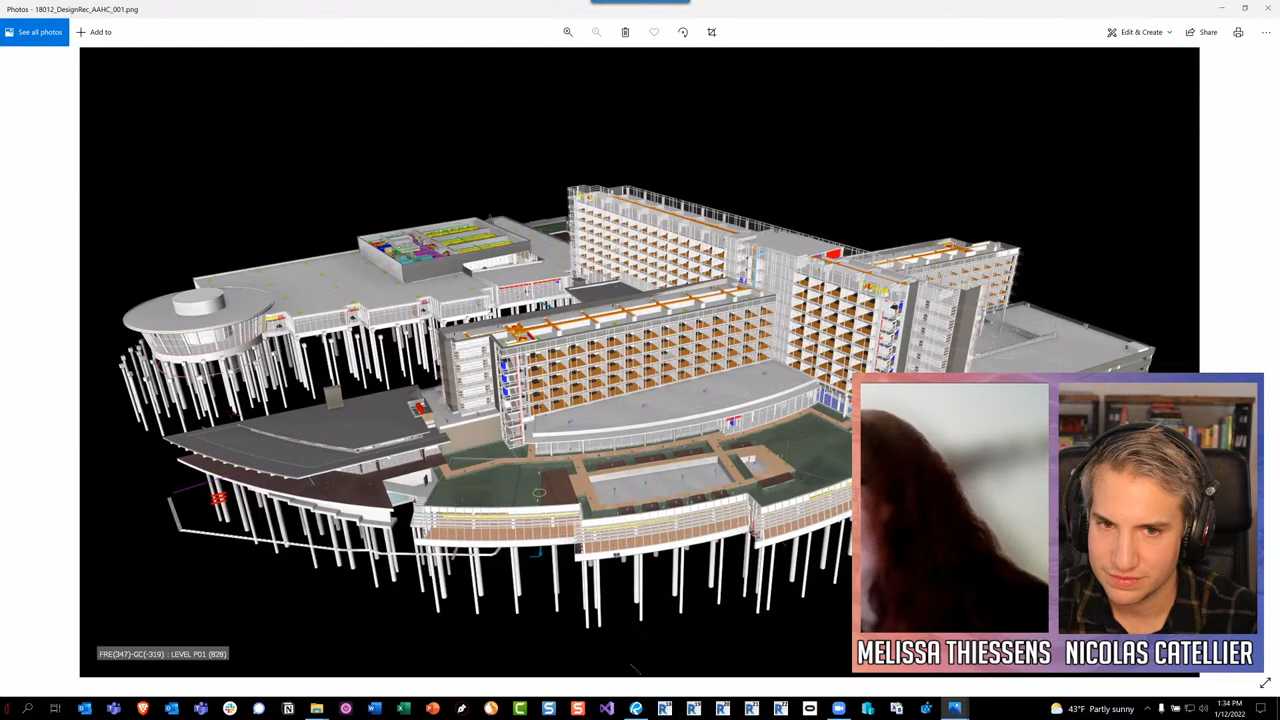 Photos - 18012_DesignRec_AAHC_001.png
See all photos
Add to
Edit & Create
Share
FRE(347)-GC(-319) : LEVEL P01 (828)
MELISSA THIESSENS
NICOLAS CATELLIER
43°F Partly sunny
1:34 PM
1/12/2022